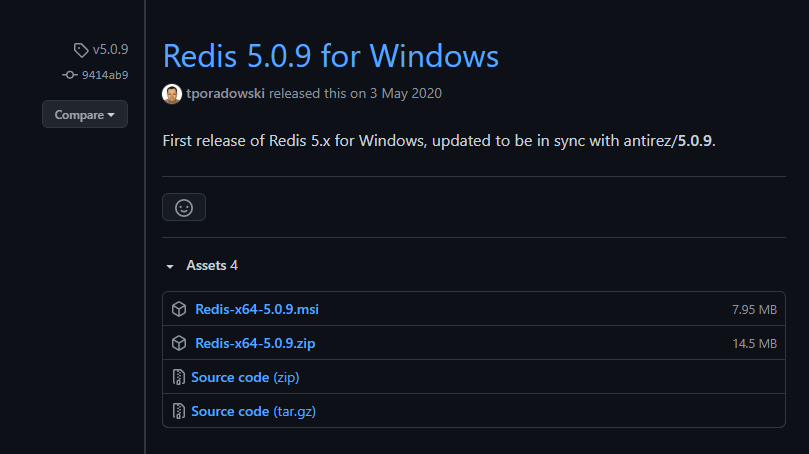 v5.0.9
9414ab9
Compare
Redis 5.0.9 for Windows
tporadowski released this on 3 May 2020
First release of Redis 5.x for Windows, updated to be in sync with antirez/5.0.9.
Assets 4
Redis-x64-5.0.9.msi 7.95 MB
Redis-x64-5.0.9.zip 14.5 MB
Source code (zip)
Source code (tar.gz)